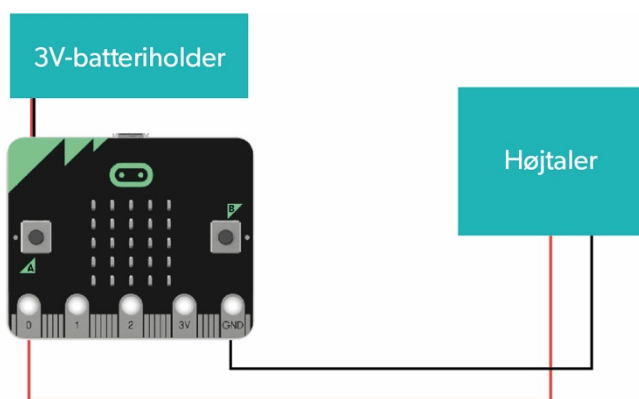 3V-batteriholder
Højtaler
B
A
0 1 2 3V GND